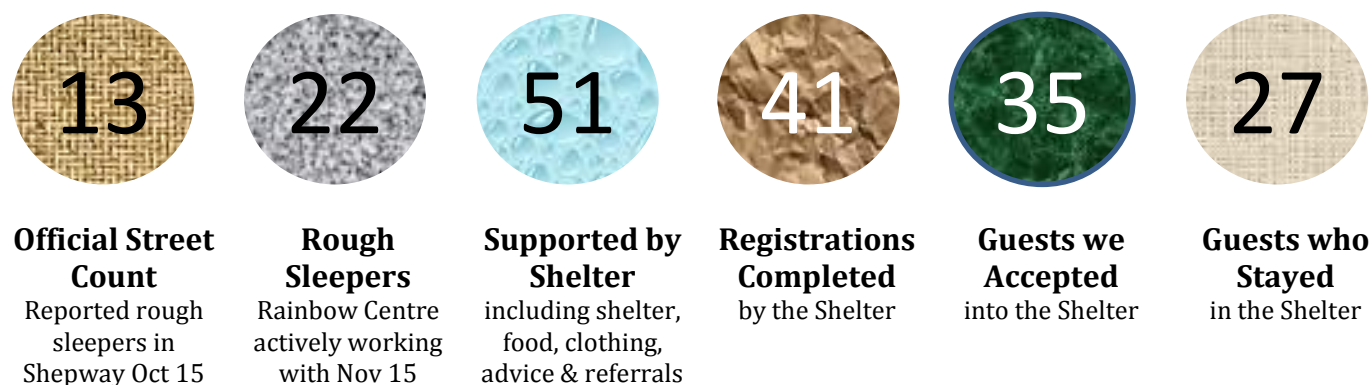 13
22
51
41
35
27
Official Street
Count
Reported rough
sleepers in
Shepway Oct 15
Rough
Sleepers
Rainbow Centre
actively working
with Nov 15
Supported by
Shelter
including shelter,
food, clothing,
advice & referrals
Registrations
Completed
by the Shelter
Guests we
Accepted
into the Shelter
Guests who
Stayed
in the Shelter